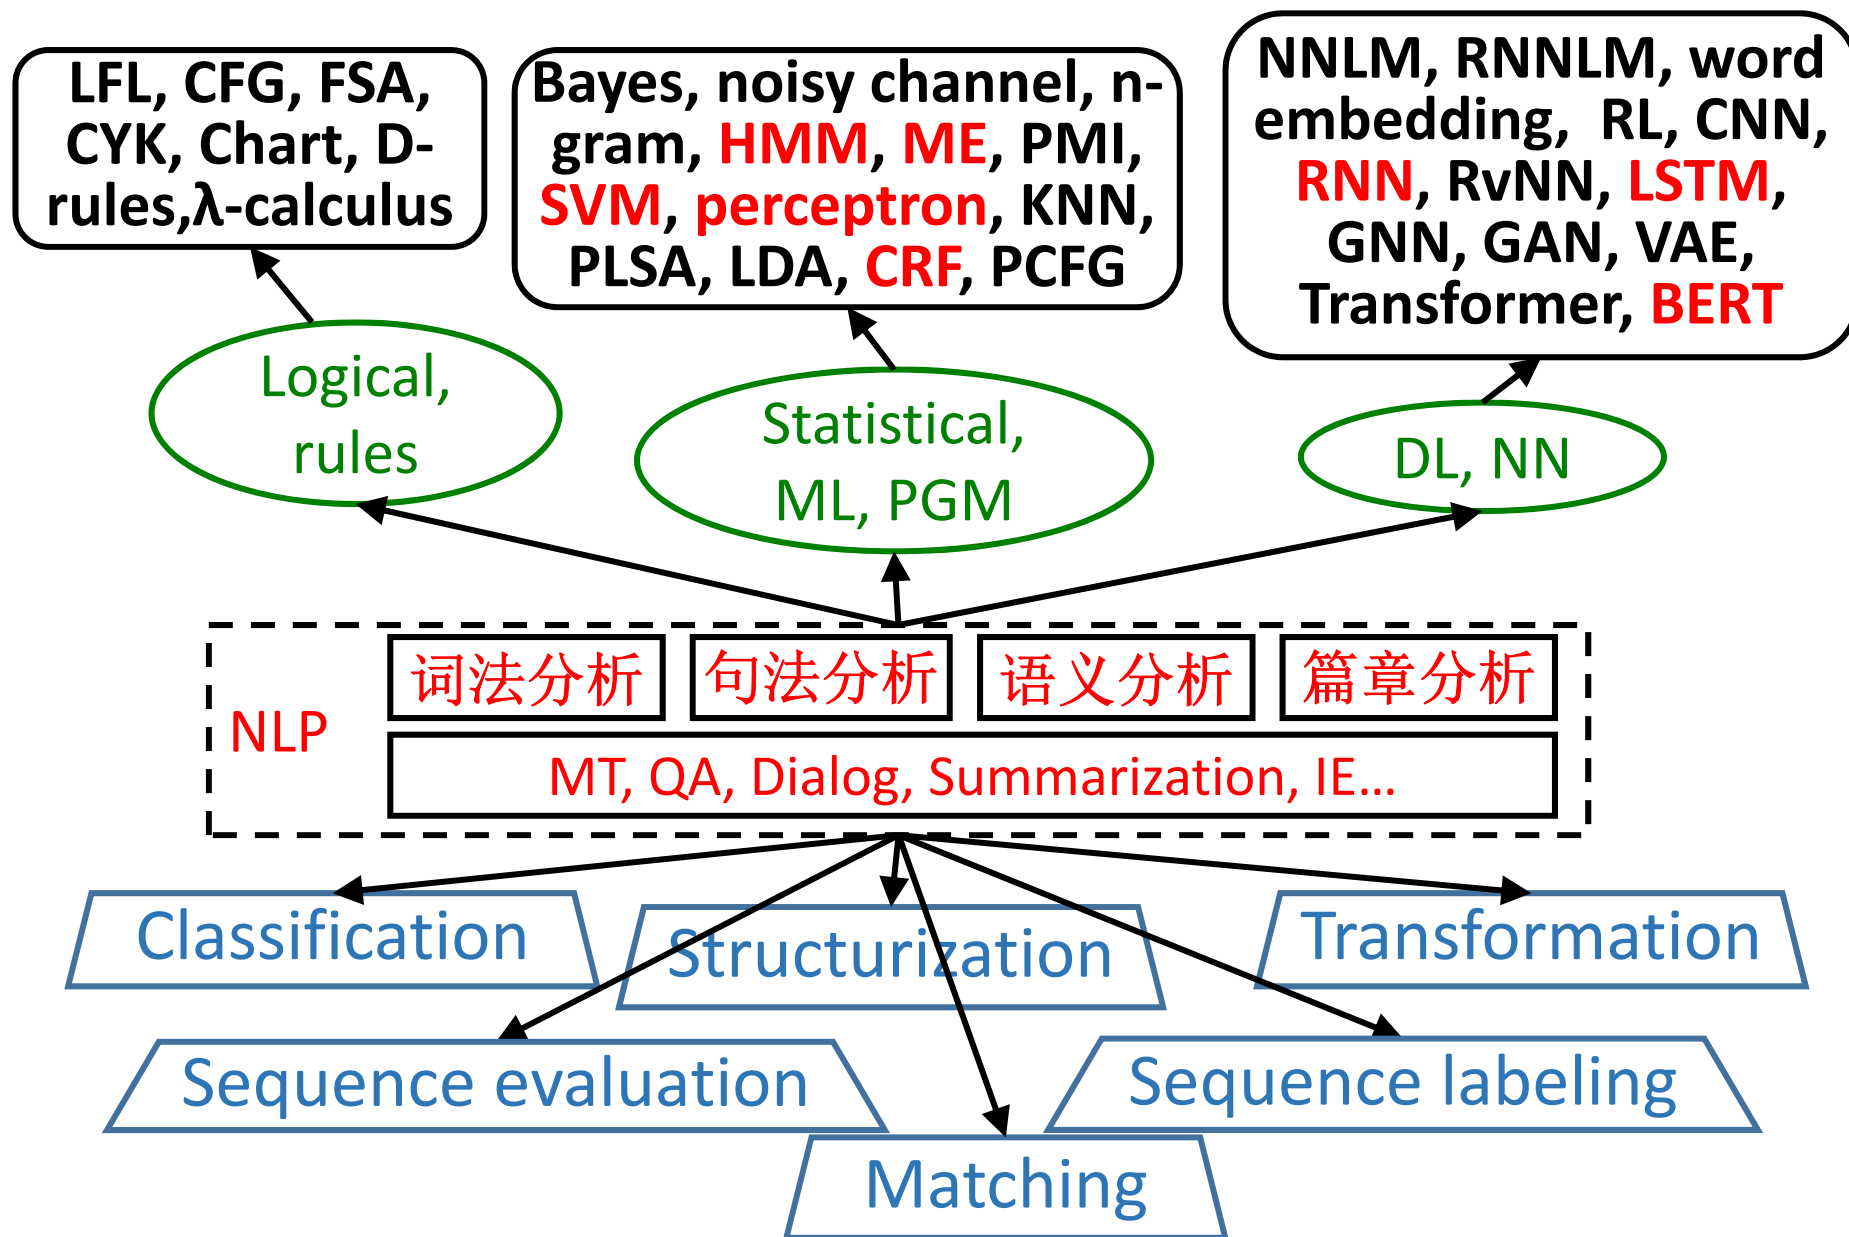 LFL, CFG, FSA,
CYK, Chart, D-
rules,λ-calculus
Bayes, noisy channel, n-
gram, HMM, ME, PMI,
SVM, perceptron, KNN,
PLSA, LDA, CRF, PCFG
NNLM, RNNLM, word
embedding, RL, CNN,
RNN, RvNN, LSTM,
GNN, GAN, VAE,
Transformer, BERT
Logical,
rules
Statistical,
ML, PGM
DL, NN
NLP
词法分析
句法分析
语义分析
篇章分析
MT, QA, Dialog, Summarization, IE...
Classification
Structurization
Transformation
Sequence evaluation
Sequence labeling
Matching